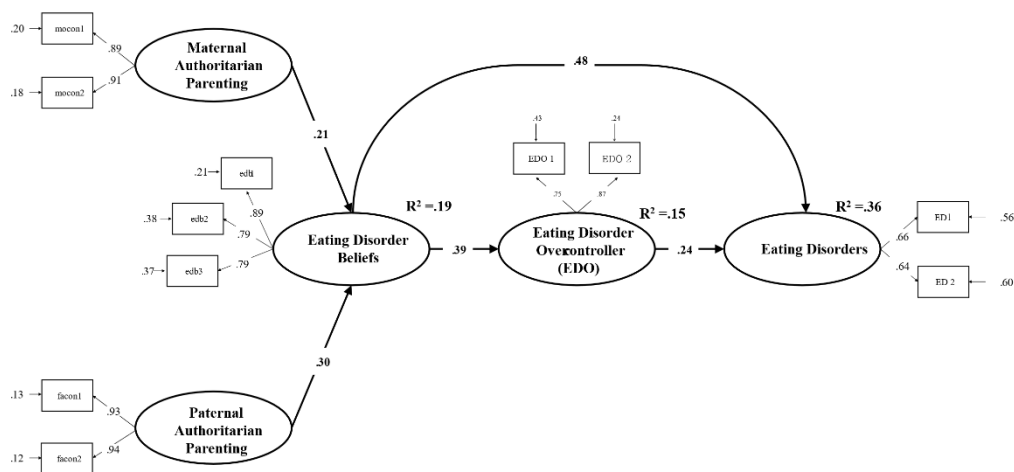 .20
mocon1
.89
Maternal
Authoritarian
Parenting
.91
.18
mocon2
.48
.21
.43
.24
EDO 1
EDO 2
.75
.87
.21
edb1
.89
.38
edb2
.79
.37
edb3
.79
R² =.19
Eating Disorder
Beliefs
.39
R² =.15
Eating Disorder
Overcontroller
(EDO)
.24
R² =.36
Eating Disorders
ED1
.56
.66
.64
ED 2
.60
.30
.13
facon1
.93
Paternal
Authoritarian
Parenting
.94
.12
facon2